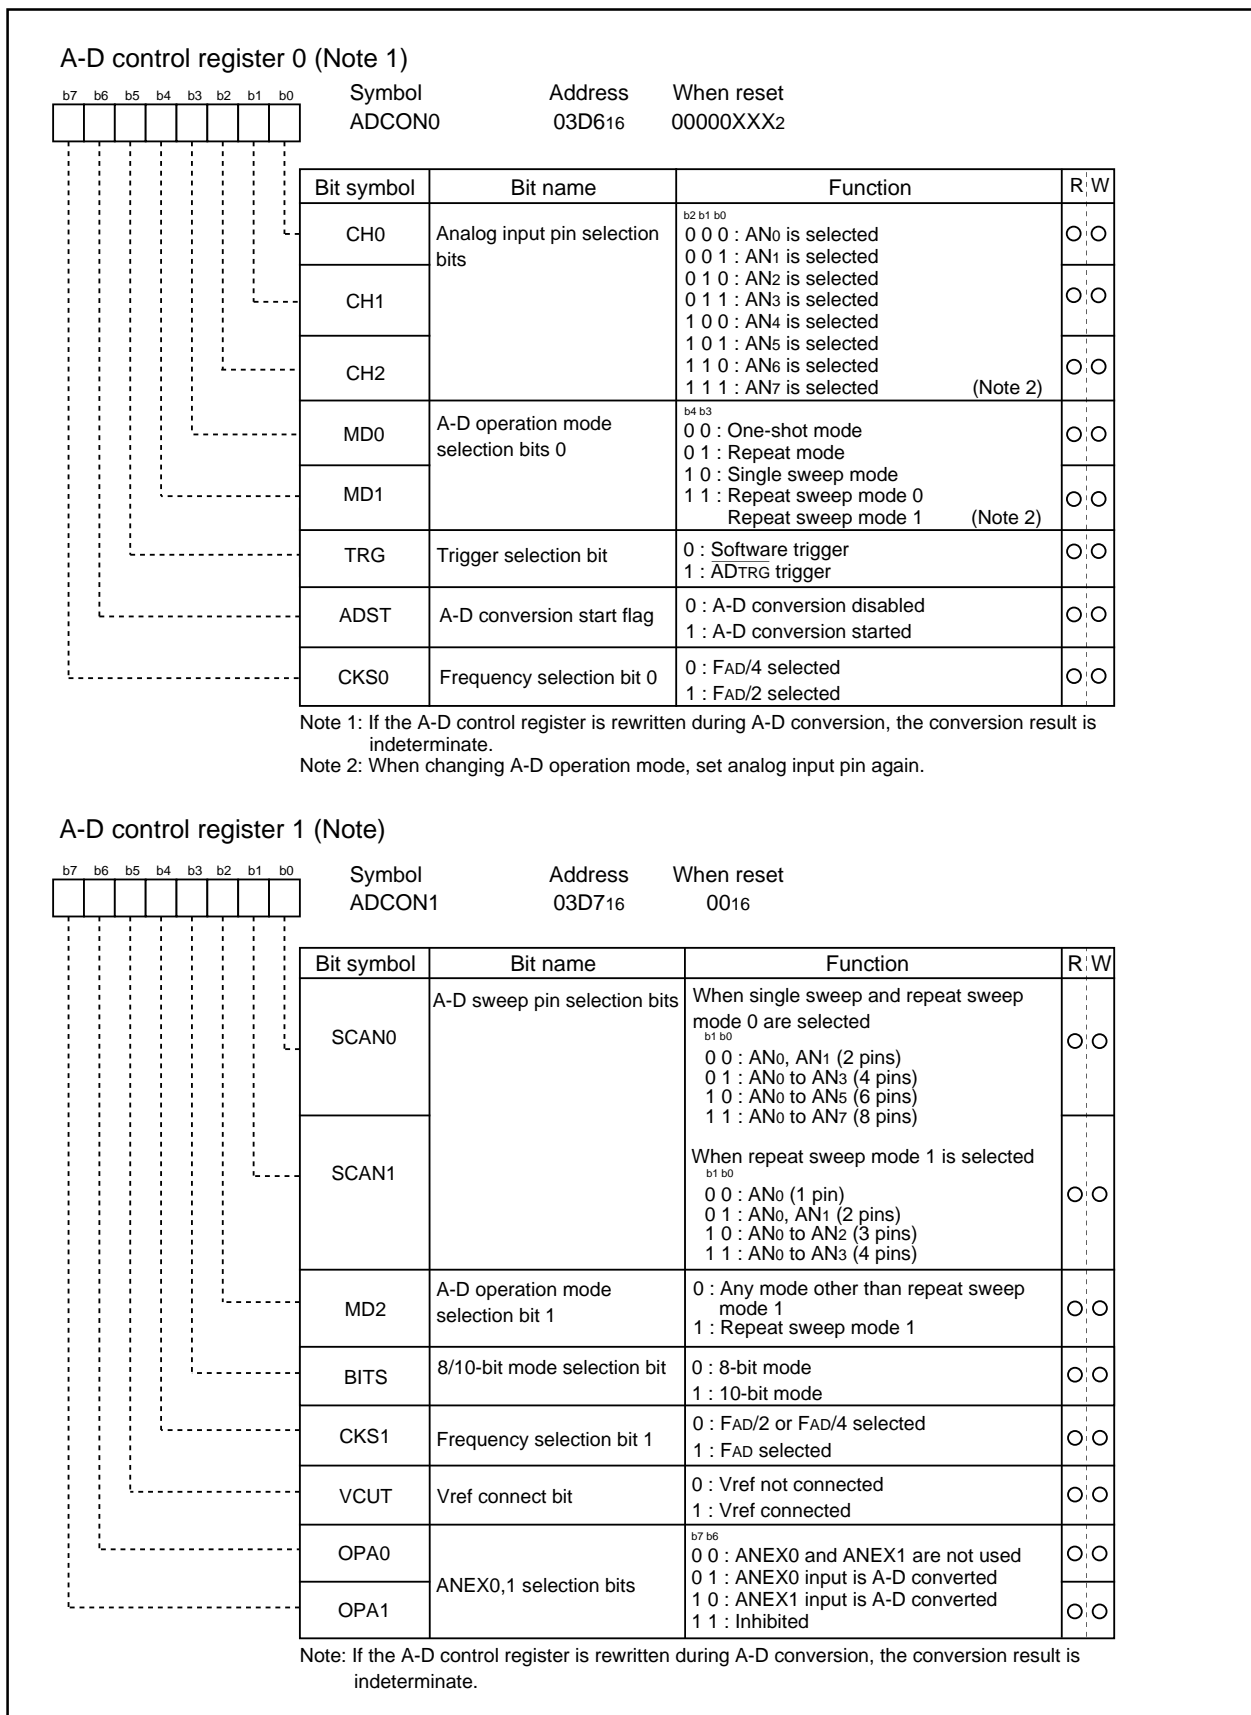 A-D control register 0 (Note 1)
b7 b6 b5 b4 b3 b2 b1 b0
Symbol Address When reset
ADCON0 03D616 00000XXX2
Bit symbol Bit name Function R W
CH0 Analog input pin selection bits
b2 b1 b0
0 0 0 : AN0 is selected
0 0 1 : AN1 is selected
0 1 0 : AN2 is selected
0 1 1 : AN3 is selected
1 0 0 : AN4 is selected
1 0 1 : AN5 is selected
1 1 0 : AN6 is selected
1 1 1 : AN7 is selected (Note 2)
CH1
CH2
MD0 A-D operation mode selection bits 0
b4 b3
0 0 : One-shot mode
0 1 : Repeat mode
1 0 : Single sweep mode
1 1 : Repeat sweep mode 0
Repeat sweep mode 1 (Note 2)
MD1
TRG Trigger selection bit
0 : Software trigger
1 : ADTRG trigger
ADST A-D conversion start flag
0 : A-D conversion disabled
1 : A-D conversion started
CKS0 Frequency selection bit 0
0 : FAD/4 selected
1 : FAD/2 selected
Note 1: If the A-D control register is rewritten during A-D conversion, the conversion result is
indeterminate.
Note 2: When changing A-D operation mode, set analog input pin again.
A-D control register 1 (Note)
b7 b6 b5 b4 b3 b2 b1 b0
Symbol Address When reset
ADCON1 03D716 0016
Bit symbol Bit name Function R W
SCAN0 A-D sweep pin selection bits
When single sweep and repeat sweep
mode 0 are selected
b1 b0
0 0 : AN0, AN1 (2 pins)
0 1 : AN0 to AN3 (4 pins)
1 0 : AN0 to AN5 (6 pins)
1 1 : AN0 to AN7 (8 pins)
SCAN1
When repeat sweep mode 1 is selected
b1 b0
0 0 : AN0 (1 pin)
0 1 : AN0, AN1 (2 pins)
1 0 : AN0 to AN2 (3 pins)
1 1 : AN0 to AN3 (4 pins)
MD2 A-D operation mode selection bit 1
0 : Any mode other than repeat sweep
mode 1
1 : Repeat sweep mode 1
BITS 8/10-bit mode selection bit
0 : 8-bit mode
1 : 10-bit mode
CKS1 Frequency selection bit 1
0 : FAD/2 or FAD/4 selected
1 : FAD selected
VCUT Vref connect bit
0 : Vref not connected
1 : Vref connected
OPA0
OPA1
ANEX0,1 selection bits
b7 b6
0 0 : ANEX0 and ANEX1 are not used
0 1 : ANEX0 input is A-D converted
1 0 : ANEX1 input is A-D converted
1 1 : Inhibited
Note: If the A-D control register is rewritten during A-D conversion, the conversion result is
indeterminate.